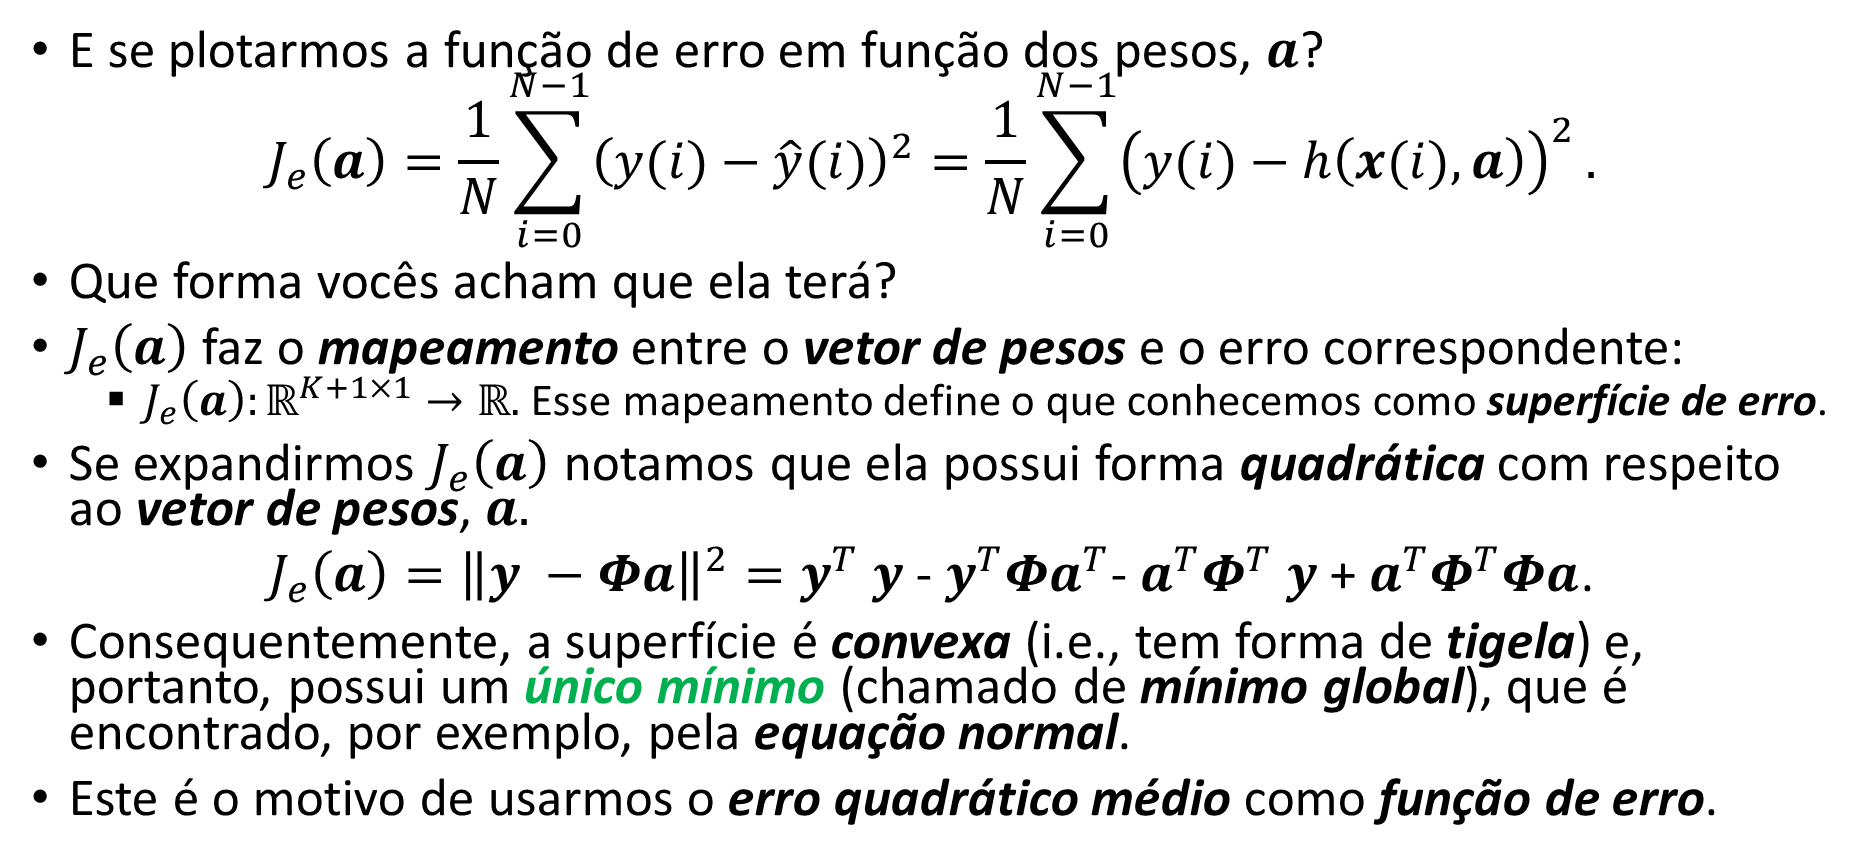 • E se plotarmos a função de erro em função dos pesos, 𝒂?
J_e(𝒂) = 1/N ∑_{i=0}^{N−1} (y(i) − ŷ(i))² = 1/N ∑_{i=0}^{N−1} (y(i) − h(𝒙(i), 𝒂))² .
• Que forma vocês acham que ela terá?
• J_e(𝒂) faz o mapeamento entre o vetor de pesos e o erro correspondente:
▪ J_e(𝒂): ℝ^{K+1×1} → ℝ. Esse mapeamento define o que conhecemos como superfície de erro.
• Se expandirmos J_e(𝒂) notamos que ela possui forma quadrática com respeito
ao vetor de pesos, 𝒂.
J_e(𝒂) = ‖𝒚 − 𝜱𝒂‖² = 𝒚^T 𝒚 - 𝒚^T𝜱𝒂^T- 𝒂^T𝜱^T 𝒚 + 𝒂^T𝜱^T𝜱𝒂.
• Consequentemente, a superfície é convexa (i.e., tem forma de tigela) e,
portanto, possui um único mínimo (chamado de mínimo global), que é
encontrado, por exemplo, pela equação normal.
• Este é o motivo de usarmos o erro quadrático médio como função de erro.